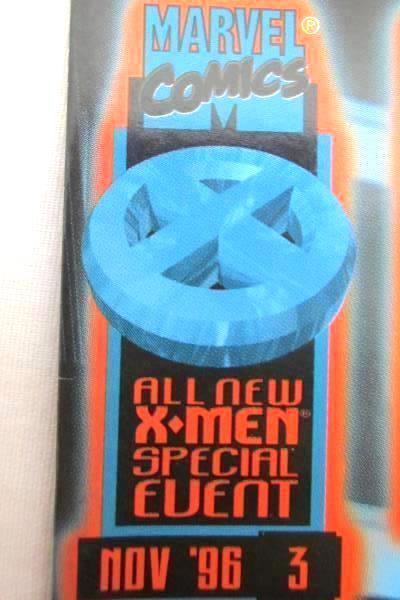 MARVEL®
COMICS
M
ALL NEW
X•MEN®
SPECIAL
EVENT
NOV '96 3